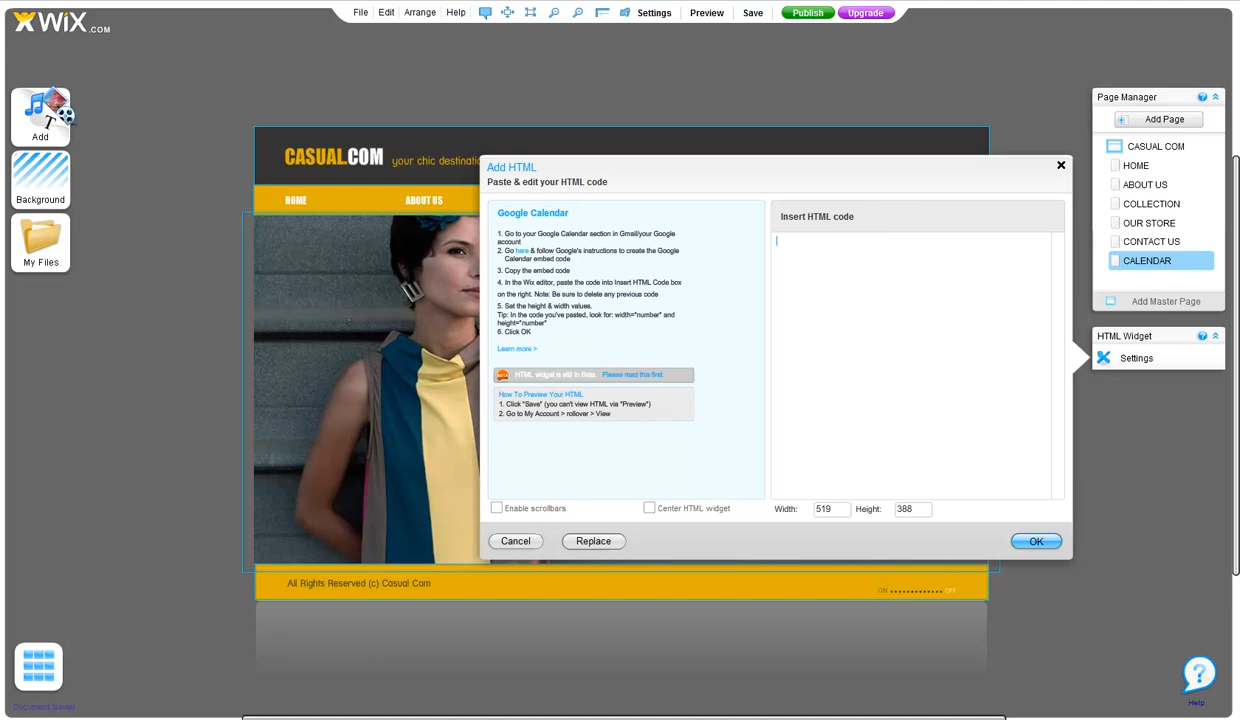 File Edit Arrange Help Settings Preview Save Publish Upgrade
WiX.COM
Add
Background
My Files
Document Saved
CASUAL.COM your chic destinati
HOME ABOUT US
Add HTML
Paste & edit your HTML code
Google Calendar
1. Go to your Google Calendar section in Gmail/your Google
account
2. Go here & follow Google's instructions to create the Google
Calendar embed code
3. Copy the embed code
4. In the Wix editor, paste the code into Insert HTML Code box
on the right. Note: Be sure to delete any previous code
5. Set the height & width values.
Tip: In the code you've pasted, look for: width="number" and
height="number"
6. Click OK
Learn more >
BETA HTML widget is still in Beta. Please read this first.
How To Preview Your HTML
1. Click "Save" (you can't view HTML via "Preview")
2. Go to My Account > rollover > View
Insert HTML code
Enable scrollbars Center HTML widget Width: 519 Height: 388
Cancel Replace OK
All Rights Reserved (c) Casual Com
ON OFF
Page Manager
Add Page
CASUAL COM
HOME
ABOUT US
COLLECTION
OUR STORE
CONTACT US
CALENDAR
Add Master Page
HTML Widget
Settings
Help